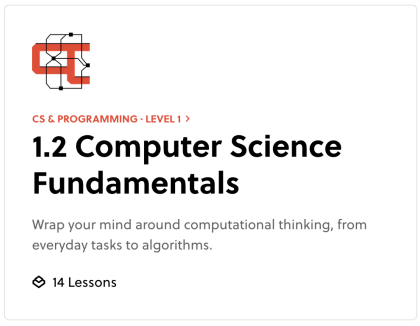 CS & PROGRAMMING · LEVEL 1 >
1.2 Computer Science
Fundamentals
Wrap your mind around computational thinking, from
everyday tasks to algorithms.
14 Lessons